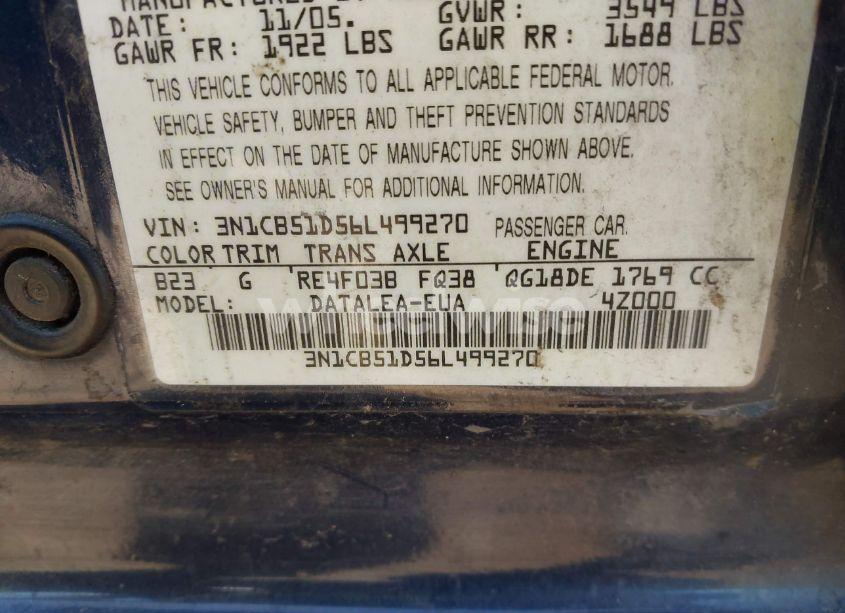 MANUFACTURED
DATE: 11/05. GVWR: 3549 LBS
GAWR FR: 1922 LBS GAWR RR: 1688 LBS
THIS VEHICLE CONFORMS TO ALL APPLICABLE FEDERAL MOTOR
VEHICLE SAFETY, BUMPER AND THEFT PREVENTION STANDARDS
IN EFFECT ON THE DATE OF MANUFACTURE SHOWN ABOVE.
SEE OWNER'S MANUAL FOR ADDITIONAL INFORMATION.
VIN: 3N1CB51D56L499270 PASSENGER CAR.
COLOR TRIM TRANS AXLE ENGINE
B23 G RE4F03B FQ38 QG18DE 1769 CC
MODEL: DATALEA-EUA 4Z000
3N1CB51D56L499270